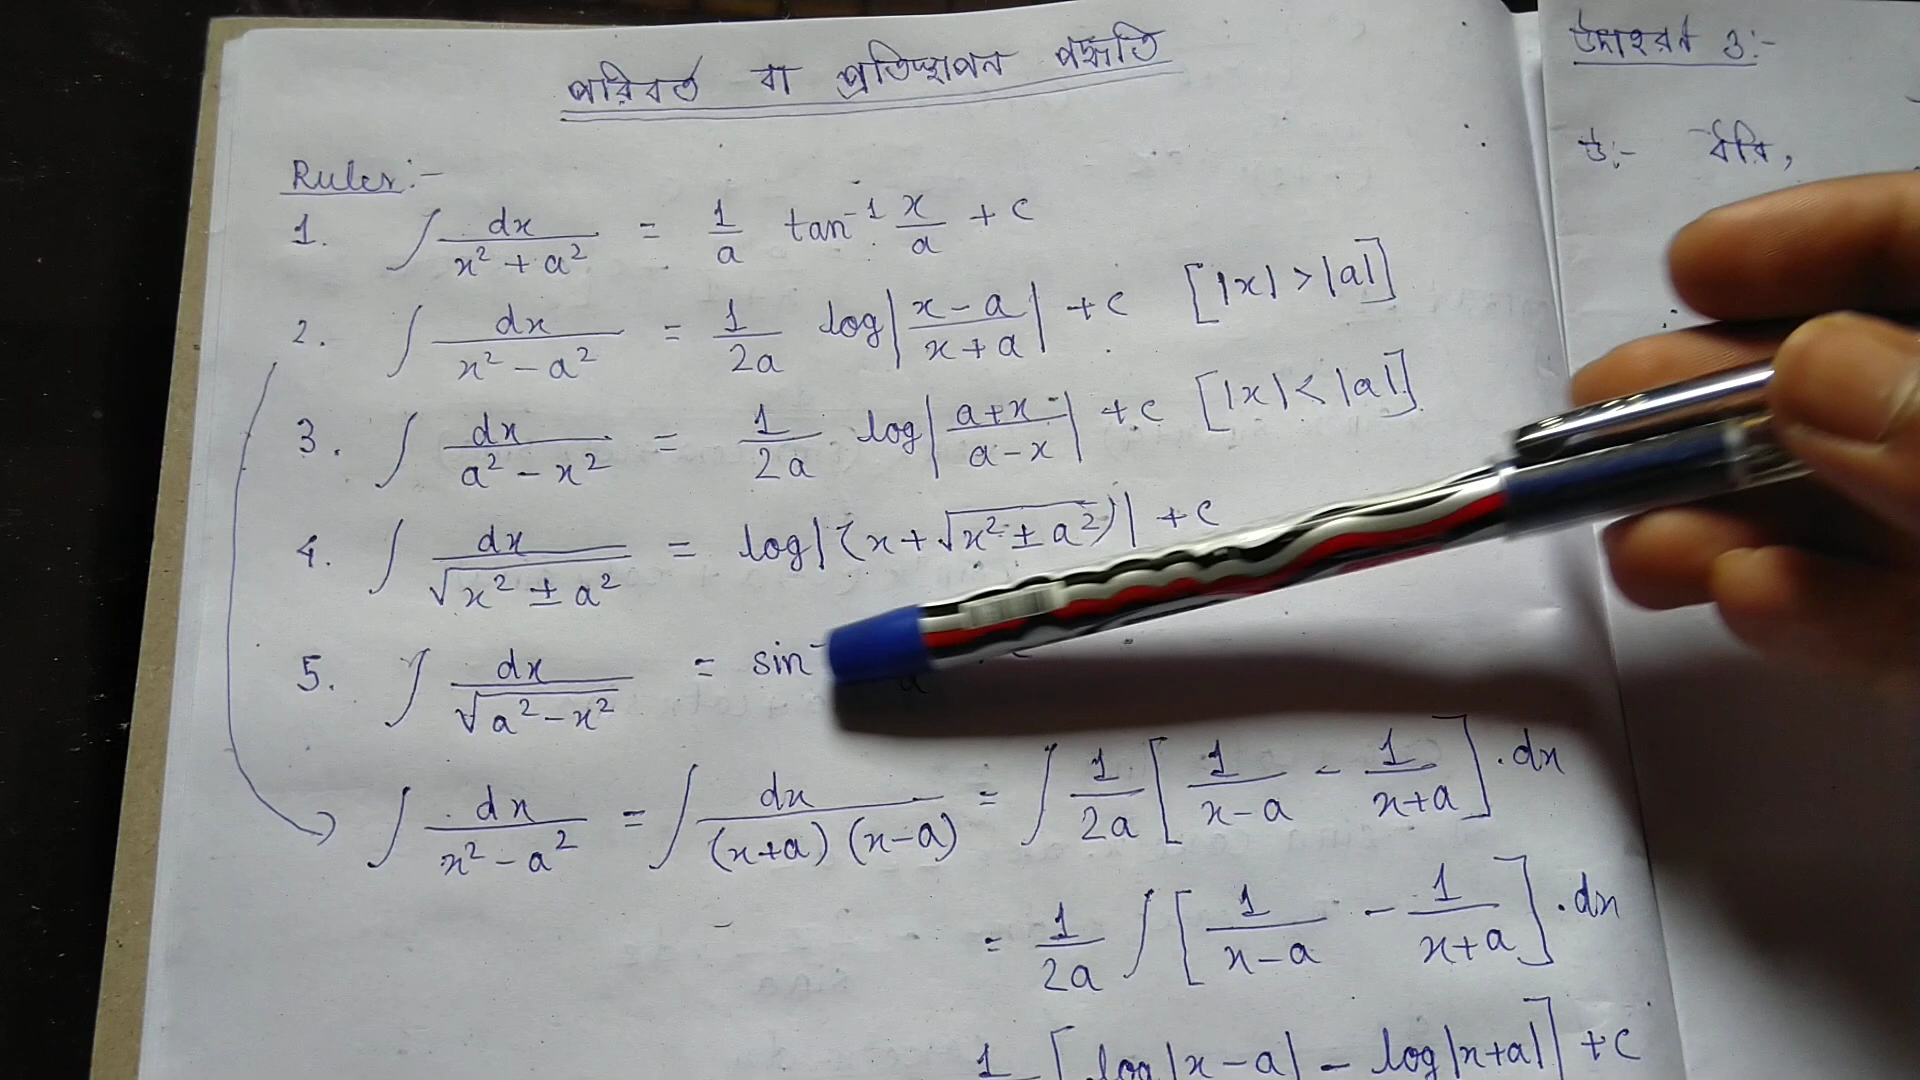 পরিবর্ত বা প্রতিস্থাপন পদ্ধতি
Rules:-
1. ∫ dx / (x² + a²) = 1/a tan⁻¹ x/a + c
2. ∫ dx / (x² − a²) = 1/2a log |(x − a)/(x + a)| + c [|x| > |a|]
3. ∫ dx / (a² − x²) = 1/2a log |(a + x)/(a − x)| + c [|x| < |a|]
4. ∫ dx / √(x² ± a²) = log |(x + √(x² ± a²))| + c
5. ∫ dx / √(a² − x²) = sin
∫ dx / (x² − a²) = ∫ dx / (x+a)(x−a) = ∫ 1/2a [1/(x−a) − 1/(x+a)] . dx
= 1/2a ∫ [1/(x−a) − 1/(x+a)] . dx
[log|x−a| − log|x+a|] + c
উদাহরণ 3:-
উ:- ধরি,